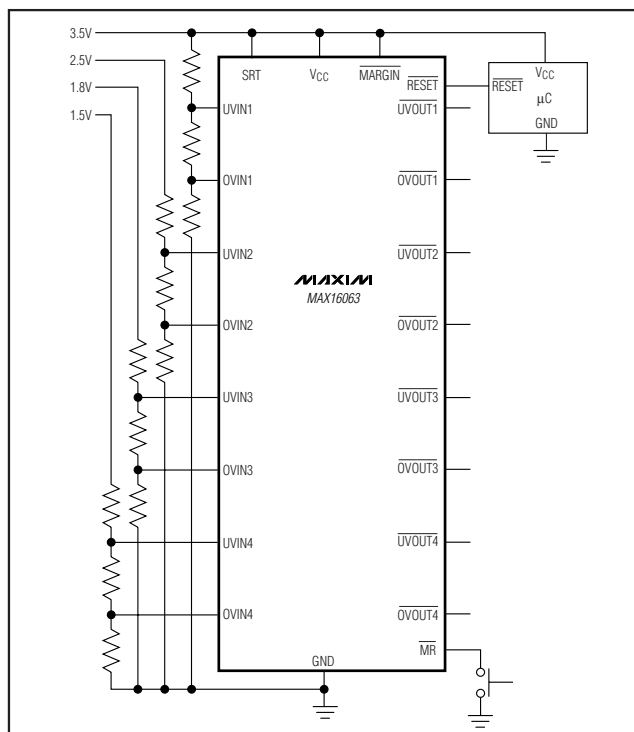 3.5V
2.5V
1.8V
1.5V
SRT
VCC
MARGIN
RESET
RESET
VCC
μC
GND
UVIN1
UVOUT1
OVIN1
OVOUT1
UVIN2
UVOUT2
MAXIM
MAX16063
OVIN2
OVOUT2
UVIN3
UVOUT3
OVIN3
OVOUT3
UVIN4
UVOUT4
OVIN4
OVOUT4
MR
GND